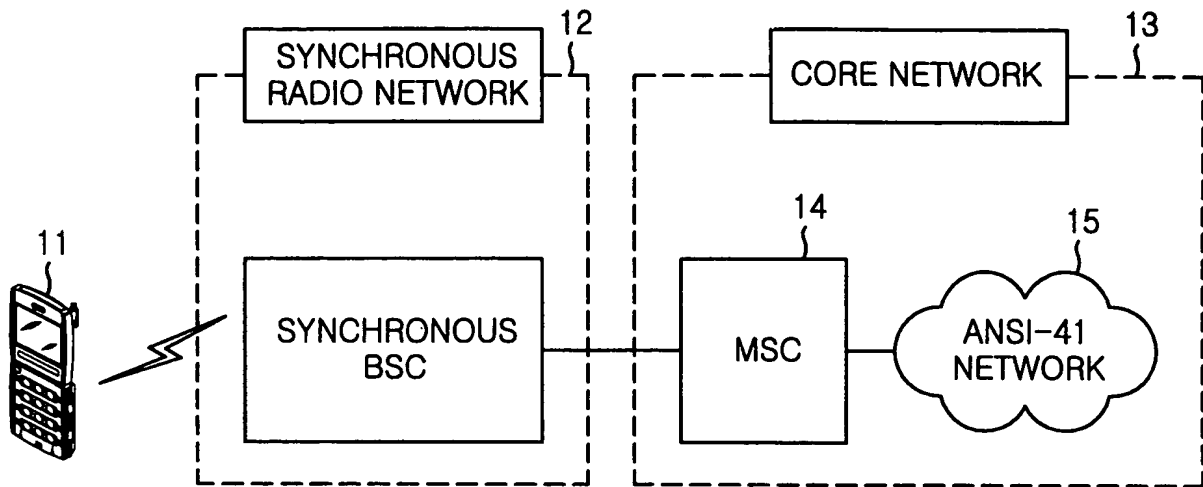 SYNCHRONOUS
RADIO NETWORK
12
CORE NETWORK
13
11
SYNCHRONOUS
BSC
14
MSC
15
ANSI-41
NETWORK